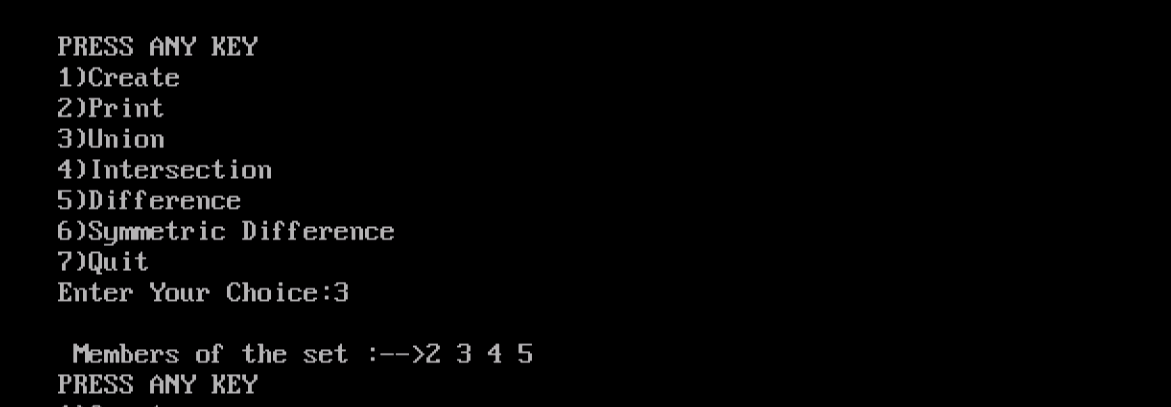 PRESS ANY KEY
1)Create
2)Print
3)Union
4)Intersection
5)Difference
6)Symmetric Difference
7)Quit
Enter Your Choice:3
Members of the set :-->2 3 4 5
PRESS ANY KEY